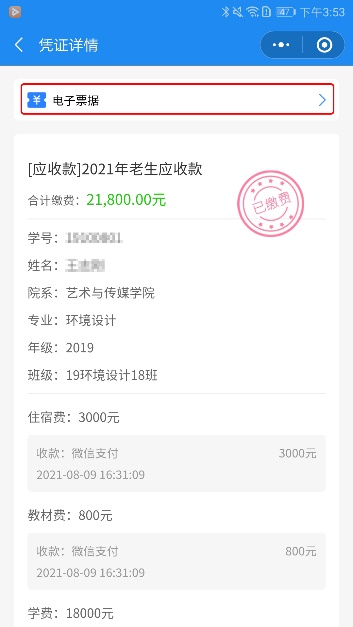 47 下午3:53
凭证详情
电子票据
[应收款]2021年老生应收款
合计缴费：21,800.00元
已缴费
学号：
姓名：
院系：艺术与传媒学院
专业：环境设计
年级：2019
班级：19环境设计18班
住宿费：3000元
收款：微信支付 3000元
2021-08-09 16:31:09
教材费：800元
收款：微信支付 800元
2021-08-09 16:31:09
学费：18000元